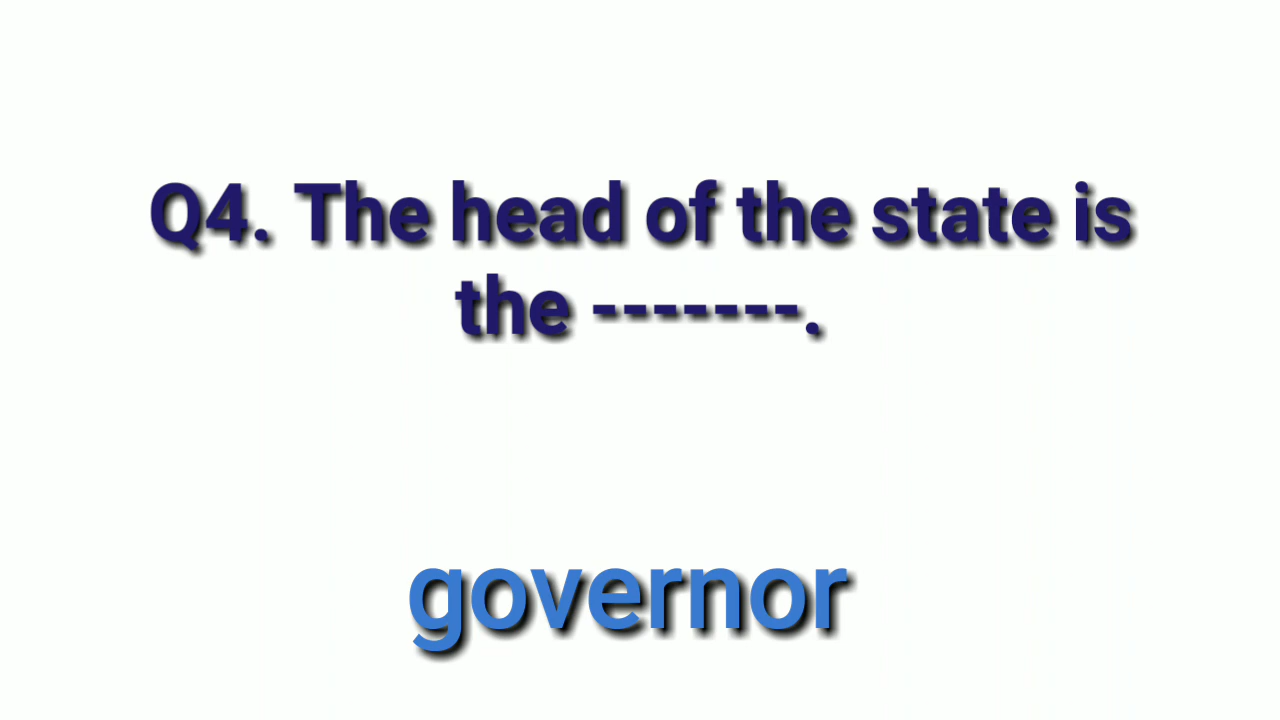 Q4. The head of the state is
the -------.
governor